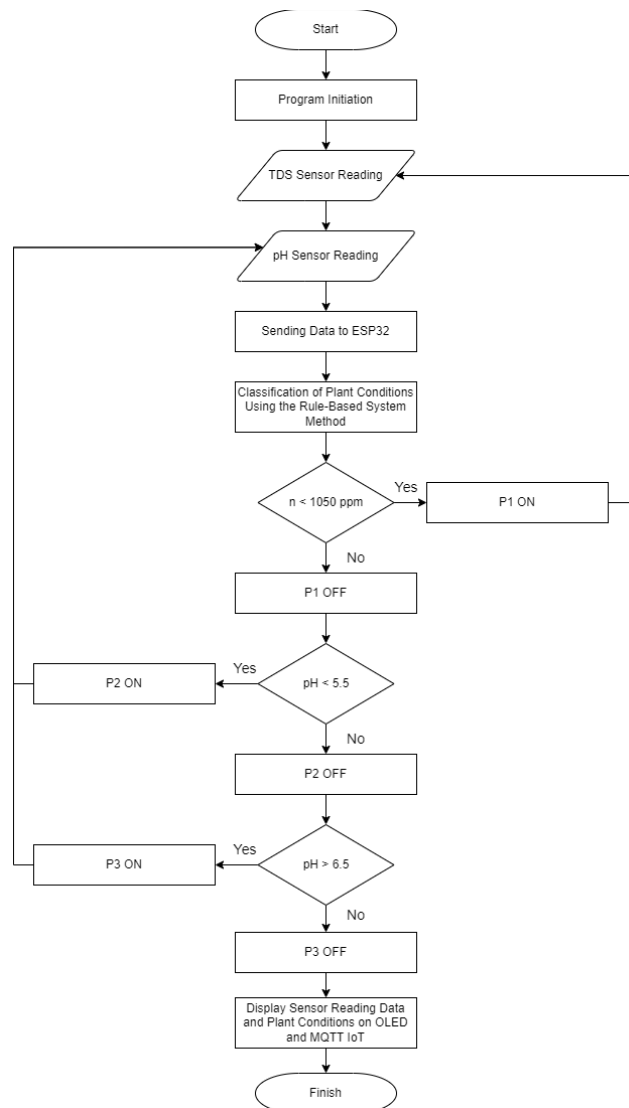 Start
Program Initiation
TDS Sensor Reading
pH Sensor Reading
Sending Data to ESP32
Classification of Plant Conditions
Using the Rule-Based System
Method
n < 1050 ppm
Yes
P1 ON
No
P1 OFF
pH < 5.5
Yes
P2 ON
No
P2 OFF
pH > 6.5
Yes
P3 ON
No
P3 OFF
Display Sensor Reading Data
and Plant Conditions on OLED
and MQTT IoT
Finish